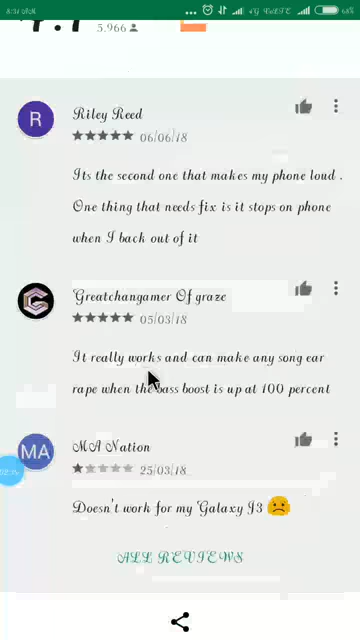 5.966
R
Riley Reed
★★★★★ 06/06/18
Its the second one that makes my phone loud .
One thing that needs fix is it stops on phone
when I back out of it
Greatchangamer Of graze
★★★★★ 05/03/18
It really works and can make any song ear
rape when the bass boost is up at 100 percent
MA
MA Nation
★☆☆☆☆ 25/03/18
Doesn't work for my Galaxy J3 ☹
ALL REVIEWS